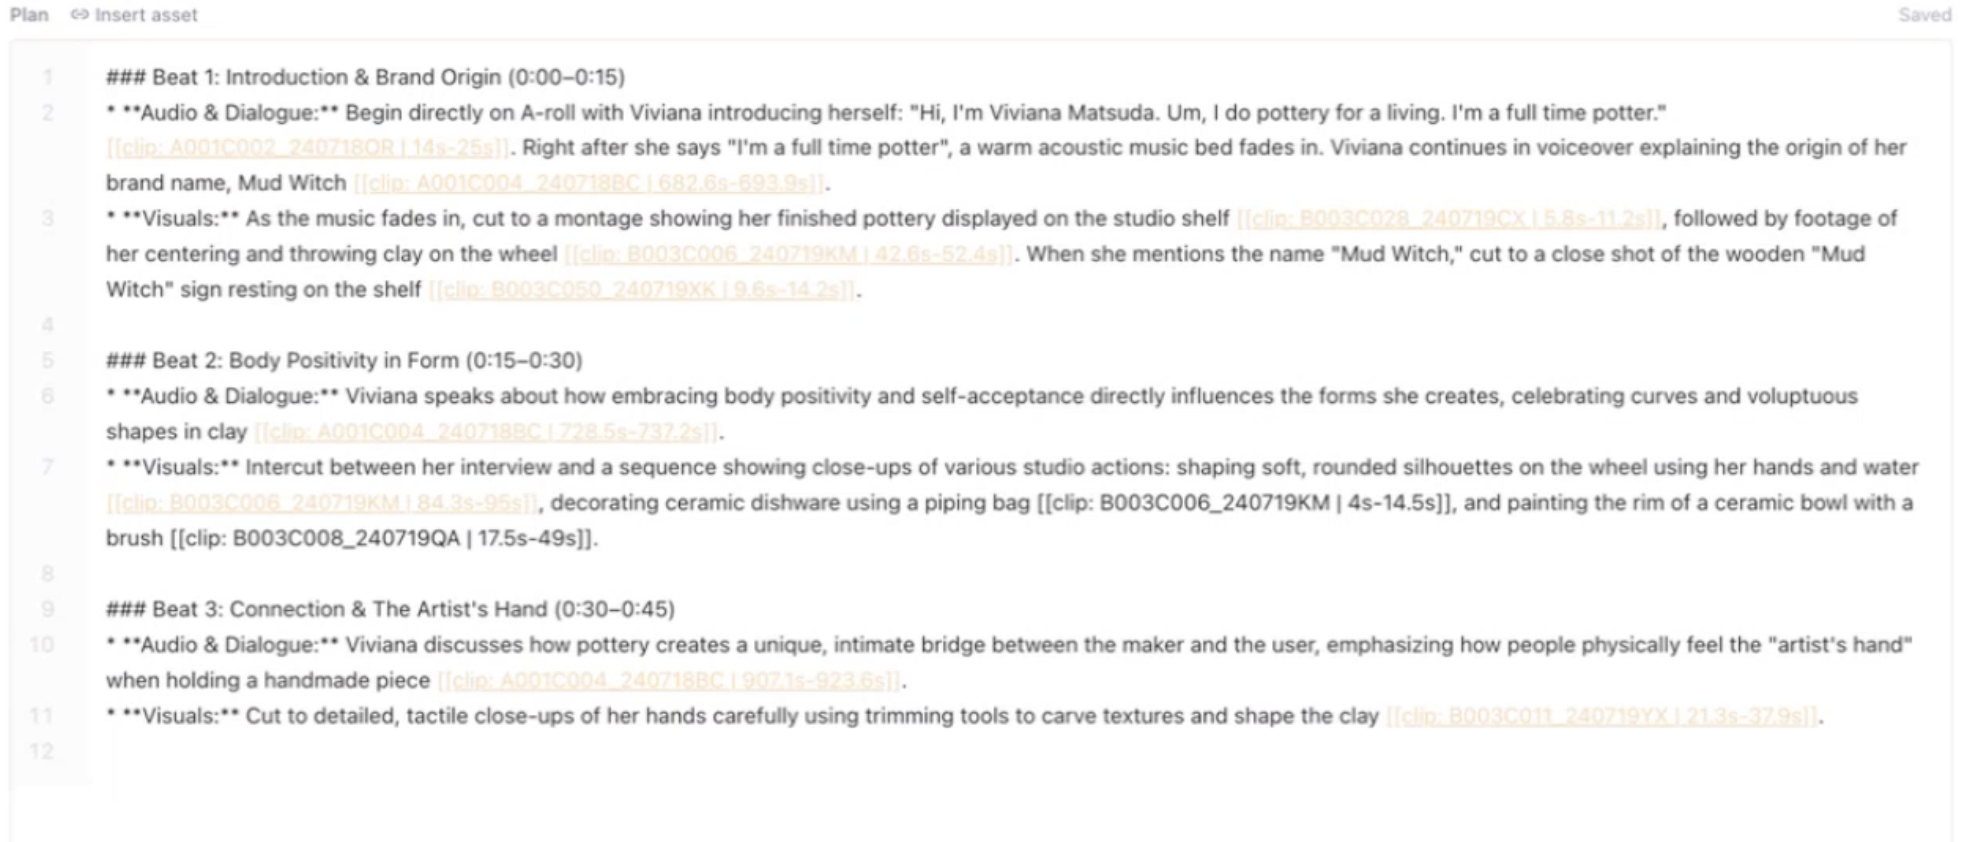 Plan Insert asset Saved
1 ### Beat 1: Introduction & Brand Origin (0:00–0:15)
2 * **Audio & Dialogue:** Begin directly on A-roll with Viviana introducing herself: "Hi, I'm Viviana Matsuda. Um, I do pottery for a living. I'm a full time potter."
[[clip: A001C002_240718OR | 14s-25s]]. Right after she says "I'm a full time potter", a warm acoustic music bed fades in. Viviana continues in voiceover explaining the origin of her
brand name, Mud Witch [[clip: A001C004_240718BC | 682.6s-693.9s]].
3 * **Visuals:** As the music fades in, cut to a montage showing her finished pottery displayed on the studio shelf [[clip: B003C028_240719CX | 5.8s-11.2s]], followed by footage of
her centering and throwing clay on the wheel [[clip: B003C006_240719KM | 42.6s-52.4s]]. When she mentions the name "Mud Witch," cut to a close shot of the wooden "Mud
Witch" sign resting on the shelf [[clip: B003C050_240719XK | 9.6s-14.2s]].
4
5 ### Beat 2: Body Positivity in Form (0:15–0:30)
6 * **Audio & Dialogue:** Viviana speaks about how embracing body positivity and self-acceptance directly influences the forms she creates, celebrating curves and voluptuous
shapes in clay [[clip: A001C004_240718BC | 728.5s-737.2s]].
7 * **Visuals:** Intercut between her interview and a sequence showing close-ups of various studio actions: shaping soft, rounded silhouettes on the wheel using her hands and water
[[clip: B003C006_240719KM | 84.3s-95s]], decorating ceramic dishware using a piping bag [[clip: B003C006_240719KM | 4s-14.5s]], and painting the rim of a ceramic bowl with a
brush [[clip: B003C008_240719QA | 17.5s-49s]].
8
9 ### Beat 3: Connection & The Artist's Hand (0:30–0:45)
10 * **Audio & Dialogue:** Viviana discusses how pottery creates a unique, intimate bridge between the maker and the user, emphasizing how people physically feel the "artist's hand"
when holding a handmade piece [[clip: A001C004_240718BC | 907.1s-923.6s]].
11 * **Visuals:** Cut to detailed, tactile close-ups of her hands carefully using trimming tools to carve textures and shape the clay [[clip: B003C011_240719YX | 21.3s-37.9s]].
12